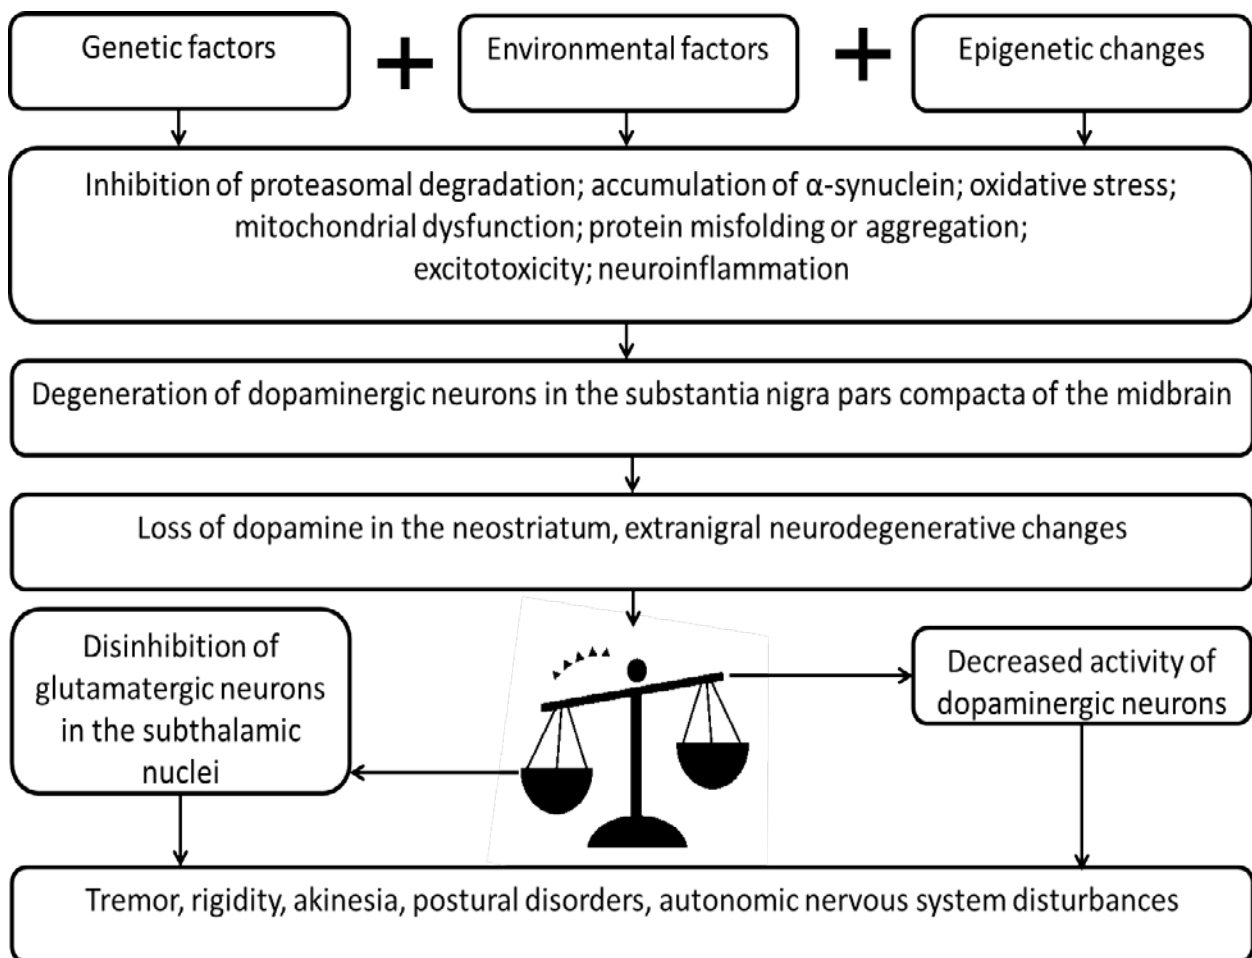 Genetic factors
+
Environmental factors
+
Epigenetic changes
Inhibition of proteasomal degradation; accumulation of α-synuclein; oxidative stress;
mitochondrial dysfunction; protein misfolding or aggregation;
excitotoxicity; neuroinflammation
Degeneration of dopaminergic neurons in the substantia nigra pars compacta of the midbrain
Loss of dopamine in the neostriatum, extranigral neurodegenerative changes
Disinhibition of
glutamatergic neurons
in the subthalamic
nuclei
Decreased activity of
dopaminergic neurons
Tremor, rigidity, akinesia, postural disorders, autonomic nervous system disturbances